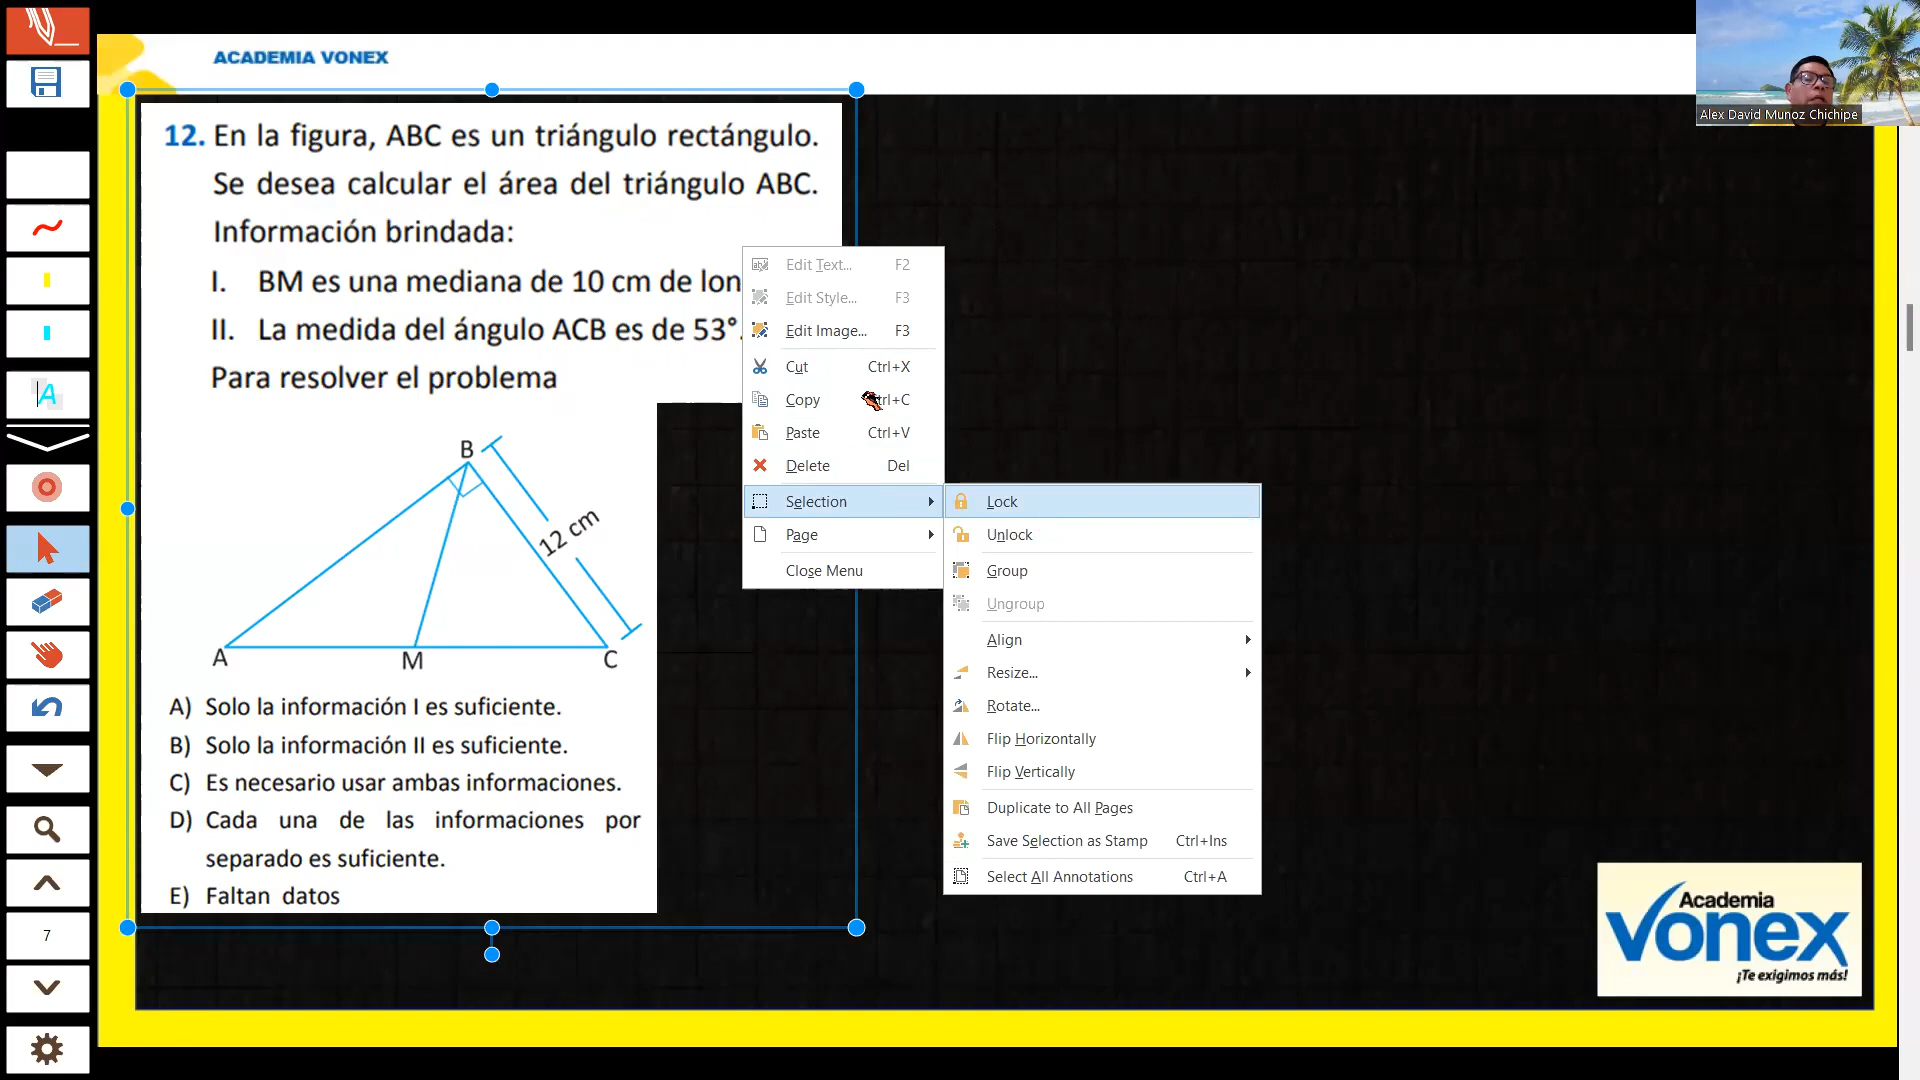 ACADEMIA VONEX
Alex David Munoz Chichipe
12. En la figura, ABC es un triángulo rectángulo.
Se desea calcular el área del triángulo ABC.
Información brindada:
I. BM es una mediana de 10 cm de lon
II. La medida del ángulo ACB es de 53°.
Para resolver el problema
B
12 cm
A
M
C
A) Solo la información I es suficiente.
B) Solo la información II es suficiente.
C) Es necesario usar ambas informaciones.
D) Cada una de las informaciones por
separado es suficiente.
E) Faltan datos
Edit Text... F2
Edit Style... F3
Edit Image... F3
Cut Ctrl+X
Copy Ctrl+C
Paste Ctrl+V
Delete Del
Selection
Page
Close Menu
Lock
Unlock
Group
Ungroup
Align
Resize...
Rotate...
Flip Horizontally
Flip Vertically
Duplicate to All Pages
Save Selection as Stamp Ctrl+Ins
Select All Annotations Ctrl+A
A
7
Academia
Vonex
¡Te exigimos más!